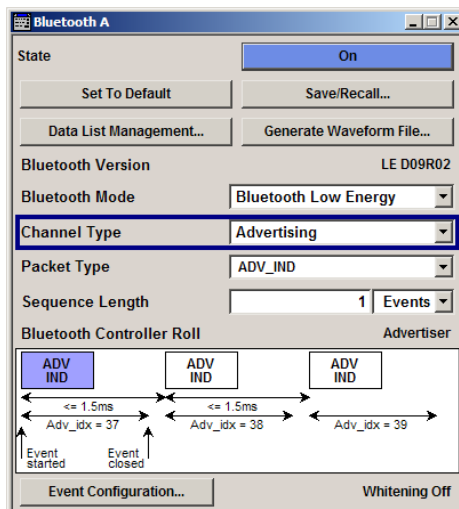 Bluetooth A
State On
Set To Default Save/Recall...
Data List Management... Generate Waveform File...
Bluetooth Version LE D09R02
Bluetooth Mode Bluetooth Low Energy
Channel Type Advertising
Packet Type ADV_IND
Sequence Length 1 Events
Bluetooth Controller Roll Advertiser
ADV ADV ADV
IND IND IND
<= 1.5ms <= 1.5ms
Adv_idx = 37 Adv_idx = 38 Adv_idx = 39
Event Event
started closed
Event Configuration... Whitening Off